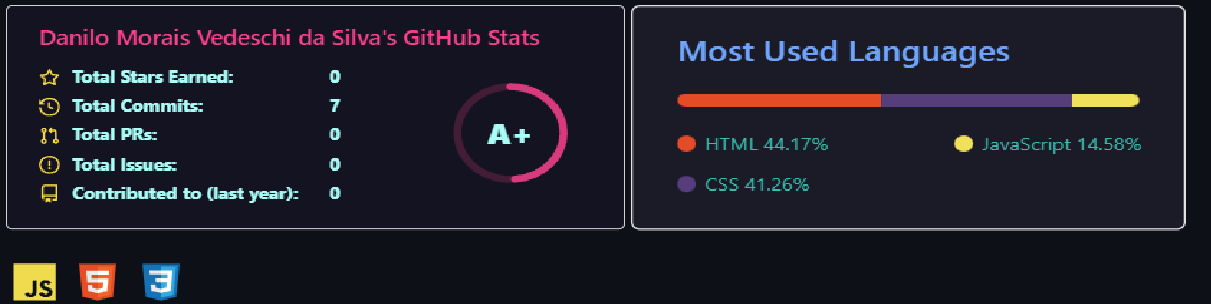 Danilo Morais Vedeschi da Silva's GitHub Stats
Total Stars Earned: 0
Total Commits: 7
Total PRs: 0
Total Issues: 0
Contributed to (last year): 0
A+
Most Used Languages
HTML 44.17%
JavaScript 14.58%
CSS 41.26%
JS
5
3